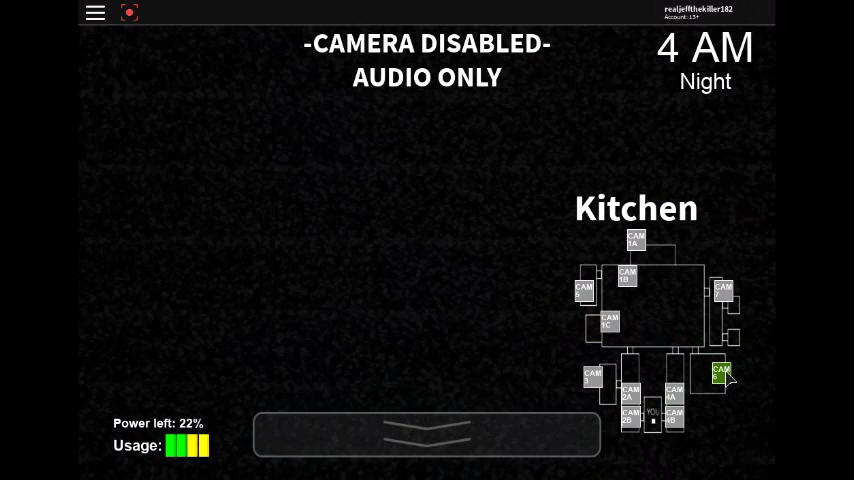 realjeffthekiller182
Account: 13+
-CAMERA DISABLED-
AUDIO ONLY
4 AM
Night
Kitchen
CAM
1A
CAM
1B
CAM
5
CAM
7
CAM
1C
CAM
3
CAM
6
CAM
2A
CAM
4A
CAM
2B
YOU
CAM
4B
Power left: 22%
Usage: